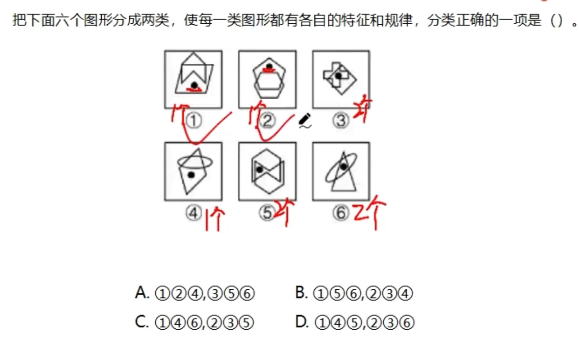 把下面六个图形分成两类，使每一类图形都有各自的特征和规律，分类正确的一项是（）。
1个 1个 2个
① ② ③
④ 1个 ⑤ 2个 ⑥ 2个
A. ①②④,③⑤⑥ B. ①⑤⑥,②③④
C. ①④⑥,②③⑤ D. ①④⑤,②③⑥